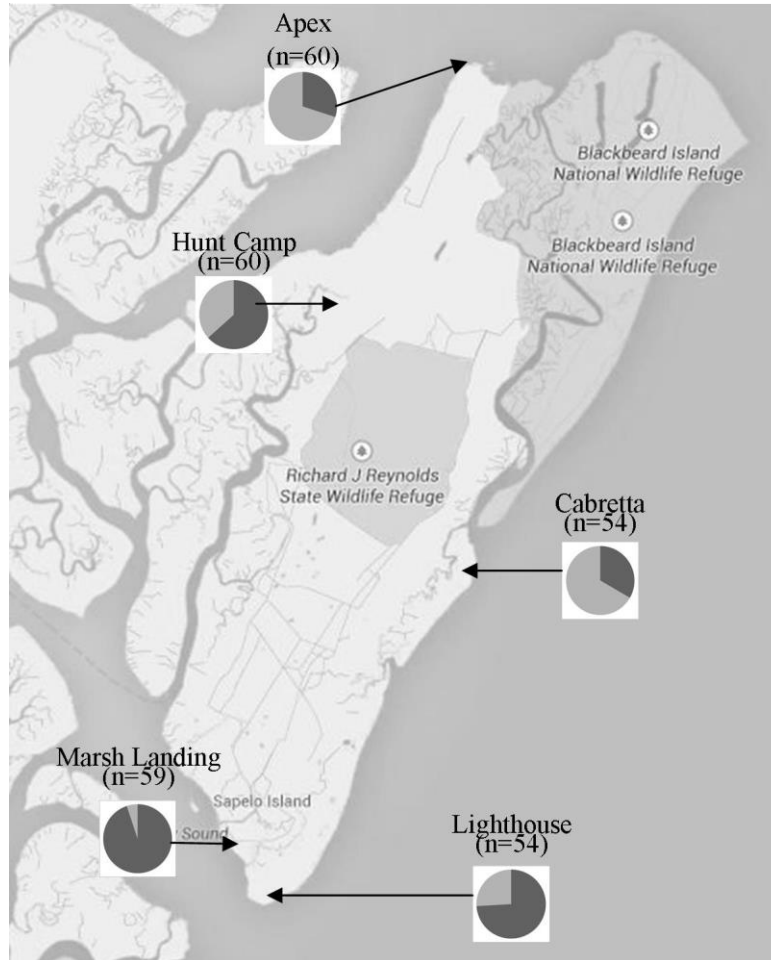 Apex
(n=60)
Blackbeard Island
National Wildlife Refuge
Hunt Camp
(n=60)
Blackbeard Island
National Wildlife Refuge
Richard J Reynolds
State Wildlife Refuge
Cabretta
(n=54)
Marsh Landing
(n=59)
Sapelo Island
Sound
Lighthouse
(n=54)